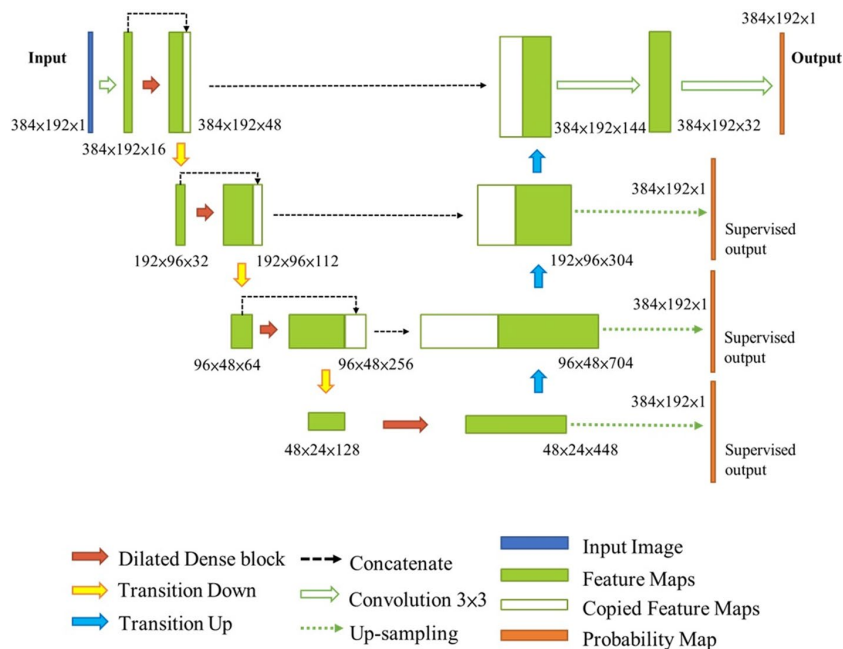 384x192x1
Input
Output
384x192x1
384x192x48
384x192x144
384x192x32
384x192x16
384x192x1
Supervised
output
192x96x32
192x96x112
192x96x304
384x192x1
Supervised
output
96x48x64
96x48x256
96x48x704
384x192x1
Supervised
output
48x24x128
48x24x448
Dilated Dense block
Transition Down
Transition Up
Concatenate
Convolution 3×3
Up-sampling
Input Image
Feature Maps
Copied Feature Maps
Probability Map